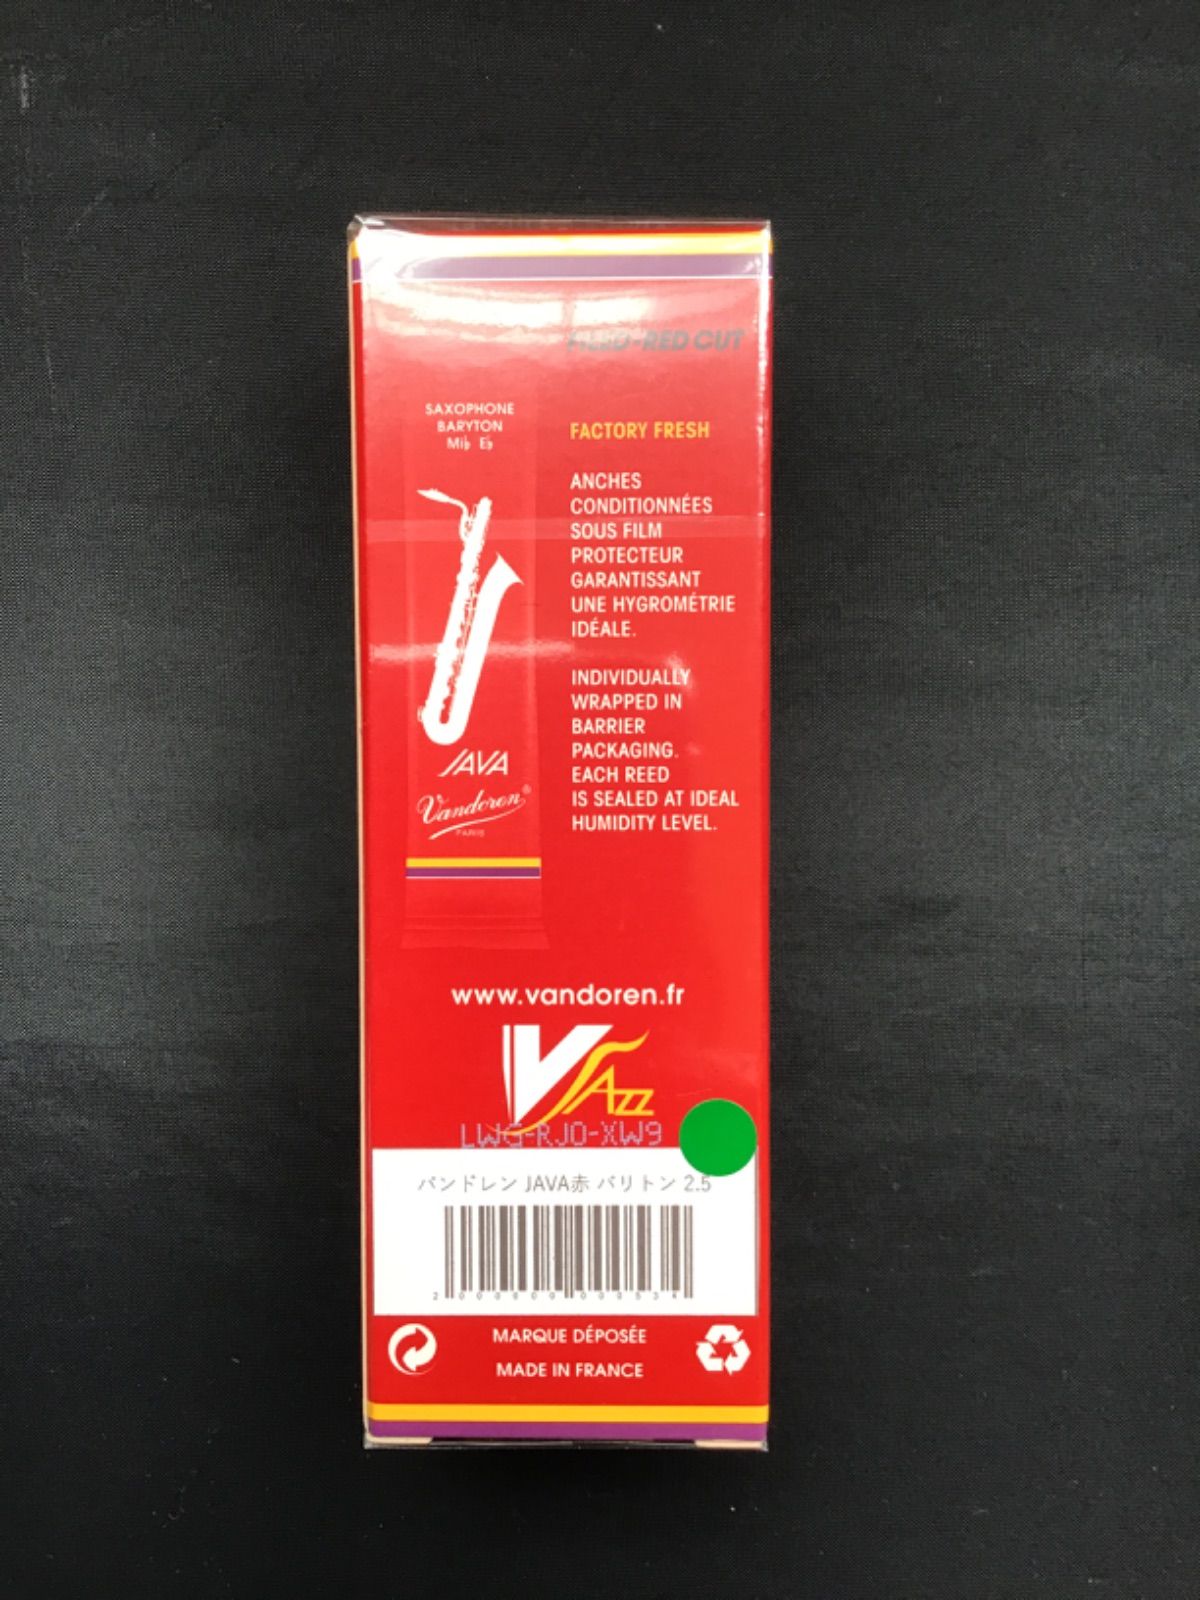 FILED-RED CUT
SAXOPHONE
BARYTON
Mi♭ E♭
JAVA
Vandoren®
PARIS
FACTORY FRESH
ANCHES
CONDITIONNÉES
SOUS FILM
PROTECTEUR
GARANTISSANT
UNE HYGROMÉTRIE
IDÉALE.
INDIVIDUALLY
WRAPPED IN
BARRIER
PACKAGING.
EACH REED
IS SEALED AT IDEAL
HUMIDITY LEVEL.
www.vandoren.fr
V JAZZ
LWG-RJO-XW9
バンドレン JAVA赤 バリトン 2.5
MARQUE DÉPOSÉE
MADE IN FRANCE